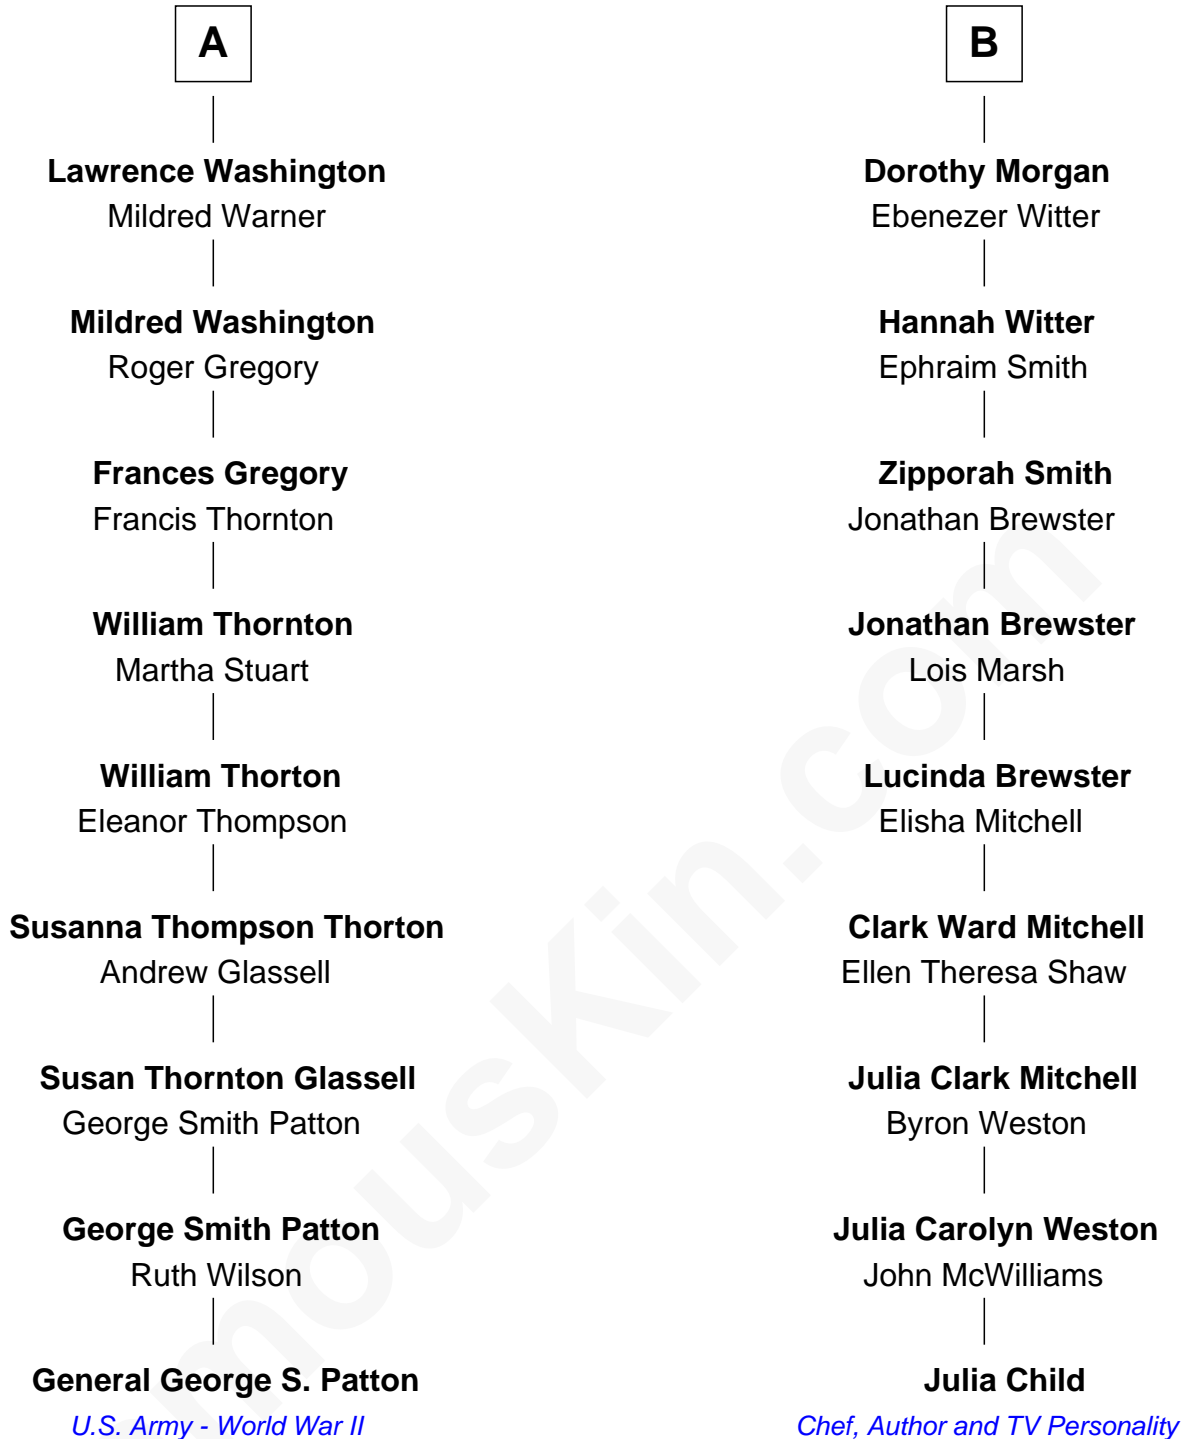 A
Lawrence Washington
Mildred Warner
Mildred Washington
Roger Gregory
Frances Gregory
Francis Thornton
William Thornton
Martha Stuart
William Thorton
Eleanor Thompson
Susanna Thompson Thorton
Andrew Glassell
Susan Thornton Glassell
George Smith Patton
George Smith Patton
Ruth Wilson
General George S. Patton
U.S. Army - World War II
B
Dorothy Morgan
Ebenezer Witter
Hannah Witter
Ephraim Smith
Zipporah Smith
Jonathan Brewster
Jonathan Brewster
Lois Marsh
Lucinda Brewster
Elisha Mitchell
Clark Ward Mitchell
Ellen Theresa Shaw
Julia Clark Mitchell
Byron Weston
Julia Carolyn Weston
John McWilliams
Julia Child
Chef, Author and TV Personality
mousKin.com